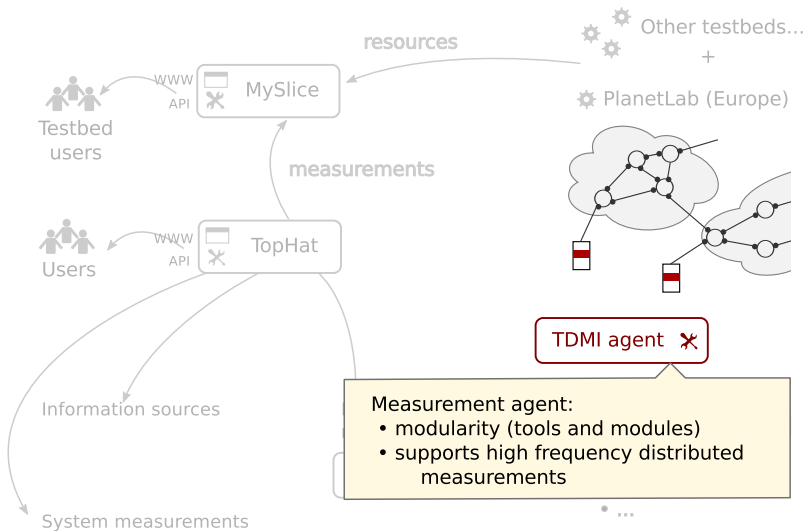 resources
Other testbeds...
+
WWW
API
MySlice
PlanetLab (Europe)
Testbed
users
measurements
WWW
API
TopHat
Users
TDMI agent
Measurement agent:
• modularity (tools and modules)
• supports high frequency distributed
measurements
Information sources
System measurements
• ...